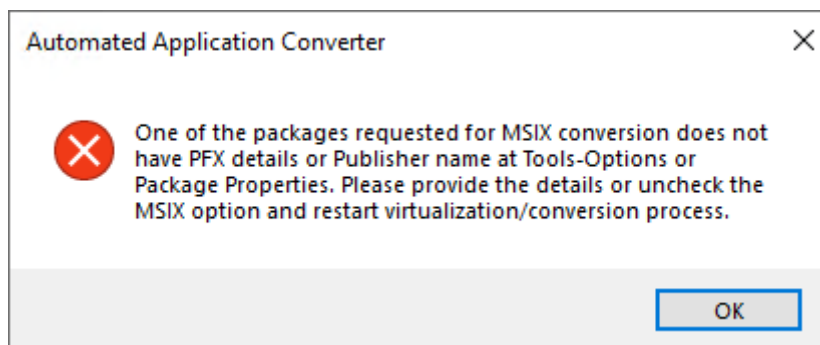 Automated Application Converter
One of the packages requested for MSIX conversion does not
have PFX details or Publisher name at Tools-Options or
Package Properties. Please provide the details or uncheck the
MSIX option and restart virtualization/conversion process.
OK